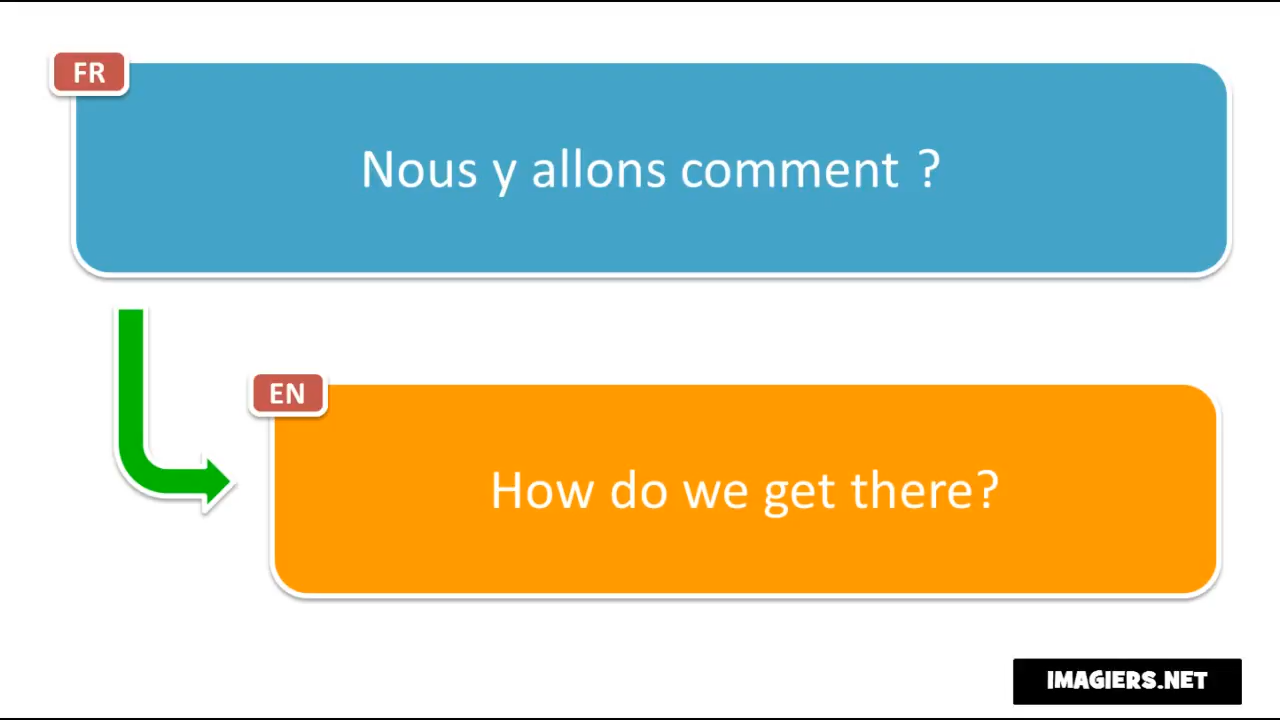 FR
Nous y allons comment ?
EN
How do we get there?
IMAGIERS.NET